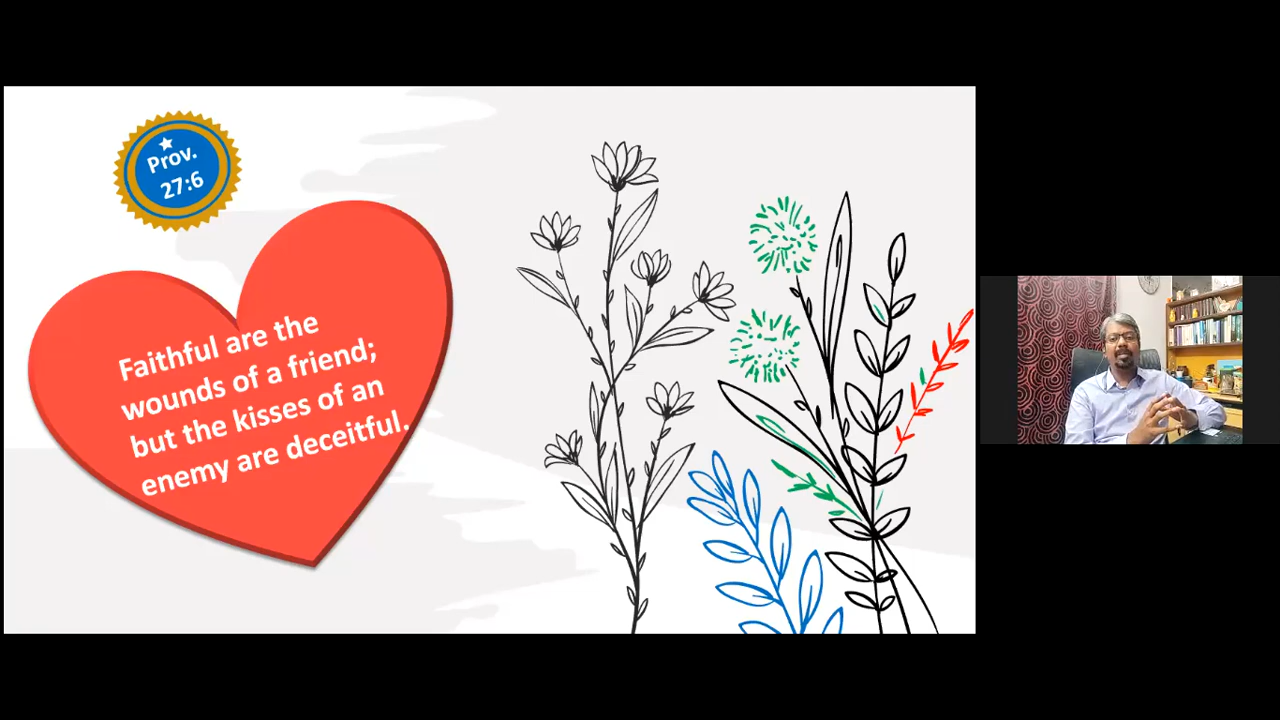 Prov.
27:6
Faithful are the
wounds of a friend;
but the kisses of an
enemy are deceitful.